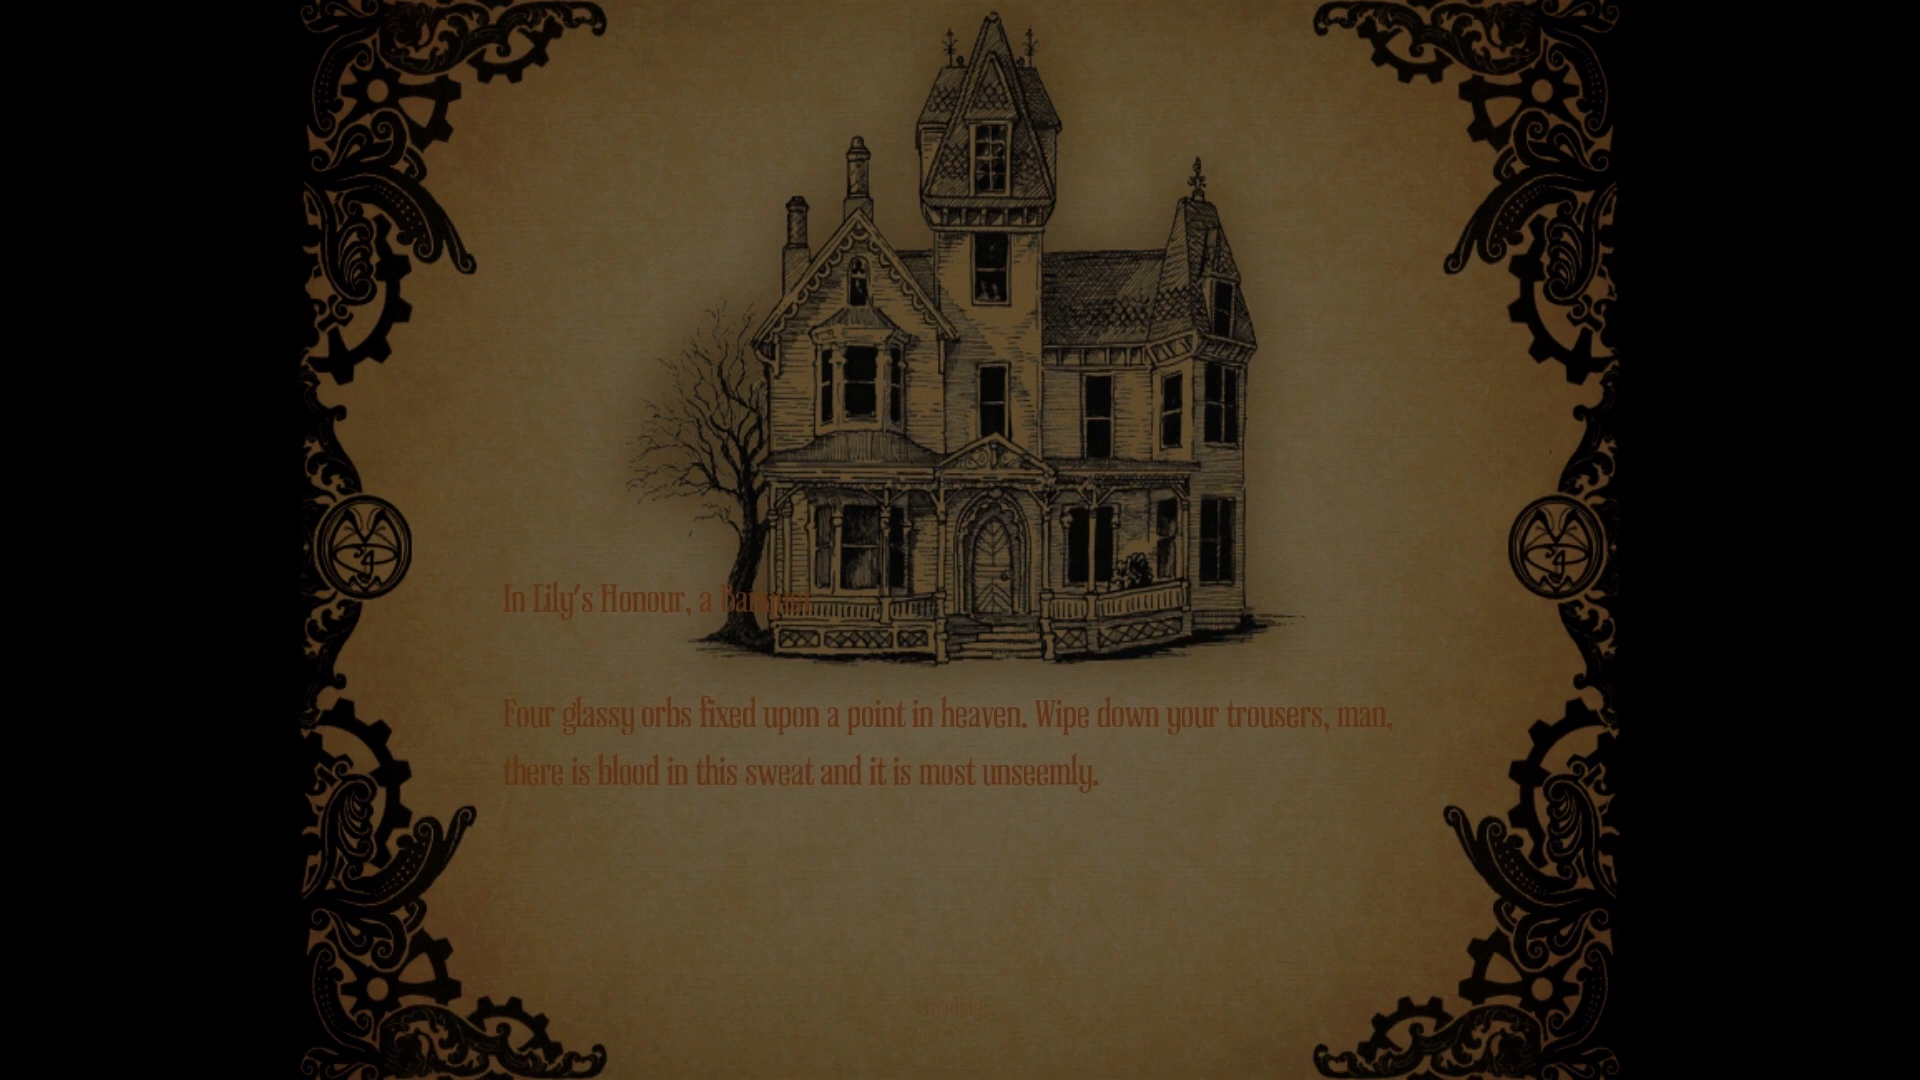 In Lily's Honour, a Banquet
Four glassy orbs fixed upon a point in heaven. Wipe down your trousers, man,
there is blood in this sweat and it is most unseemly.
Loading...